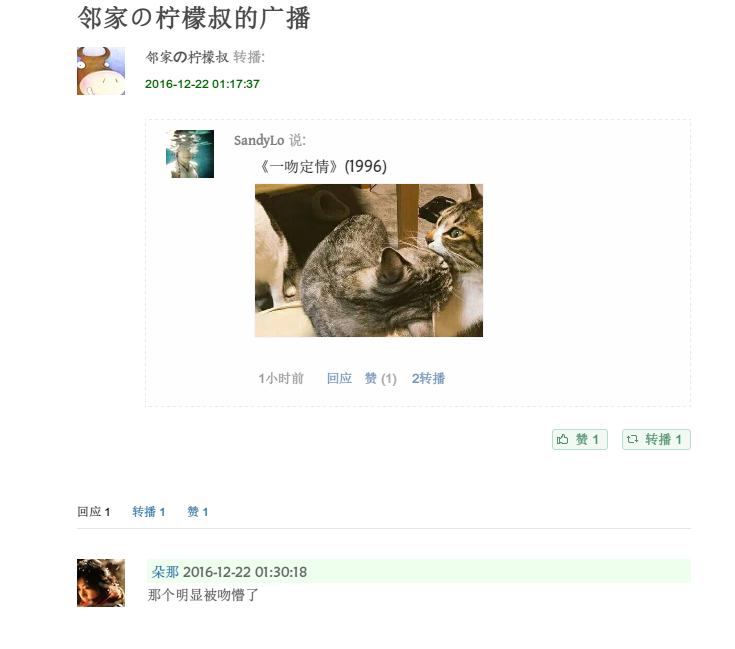 邻家の柠檬叔的广播
邻家の柠檬叔 转播:
2016-12-22 01:17:37
SandyLo 说:
《一吻定情》(1996)
1小时前 回应 赞 (1) 2转播
赞 1 转播 1
回应 1 转播 1 赞 1
朵那 2016-12-22 01:30:18
那个明显被吻懵了